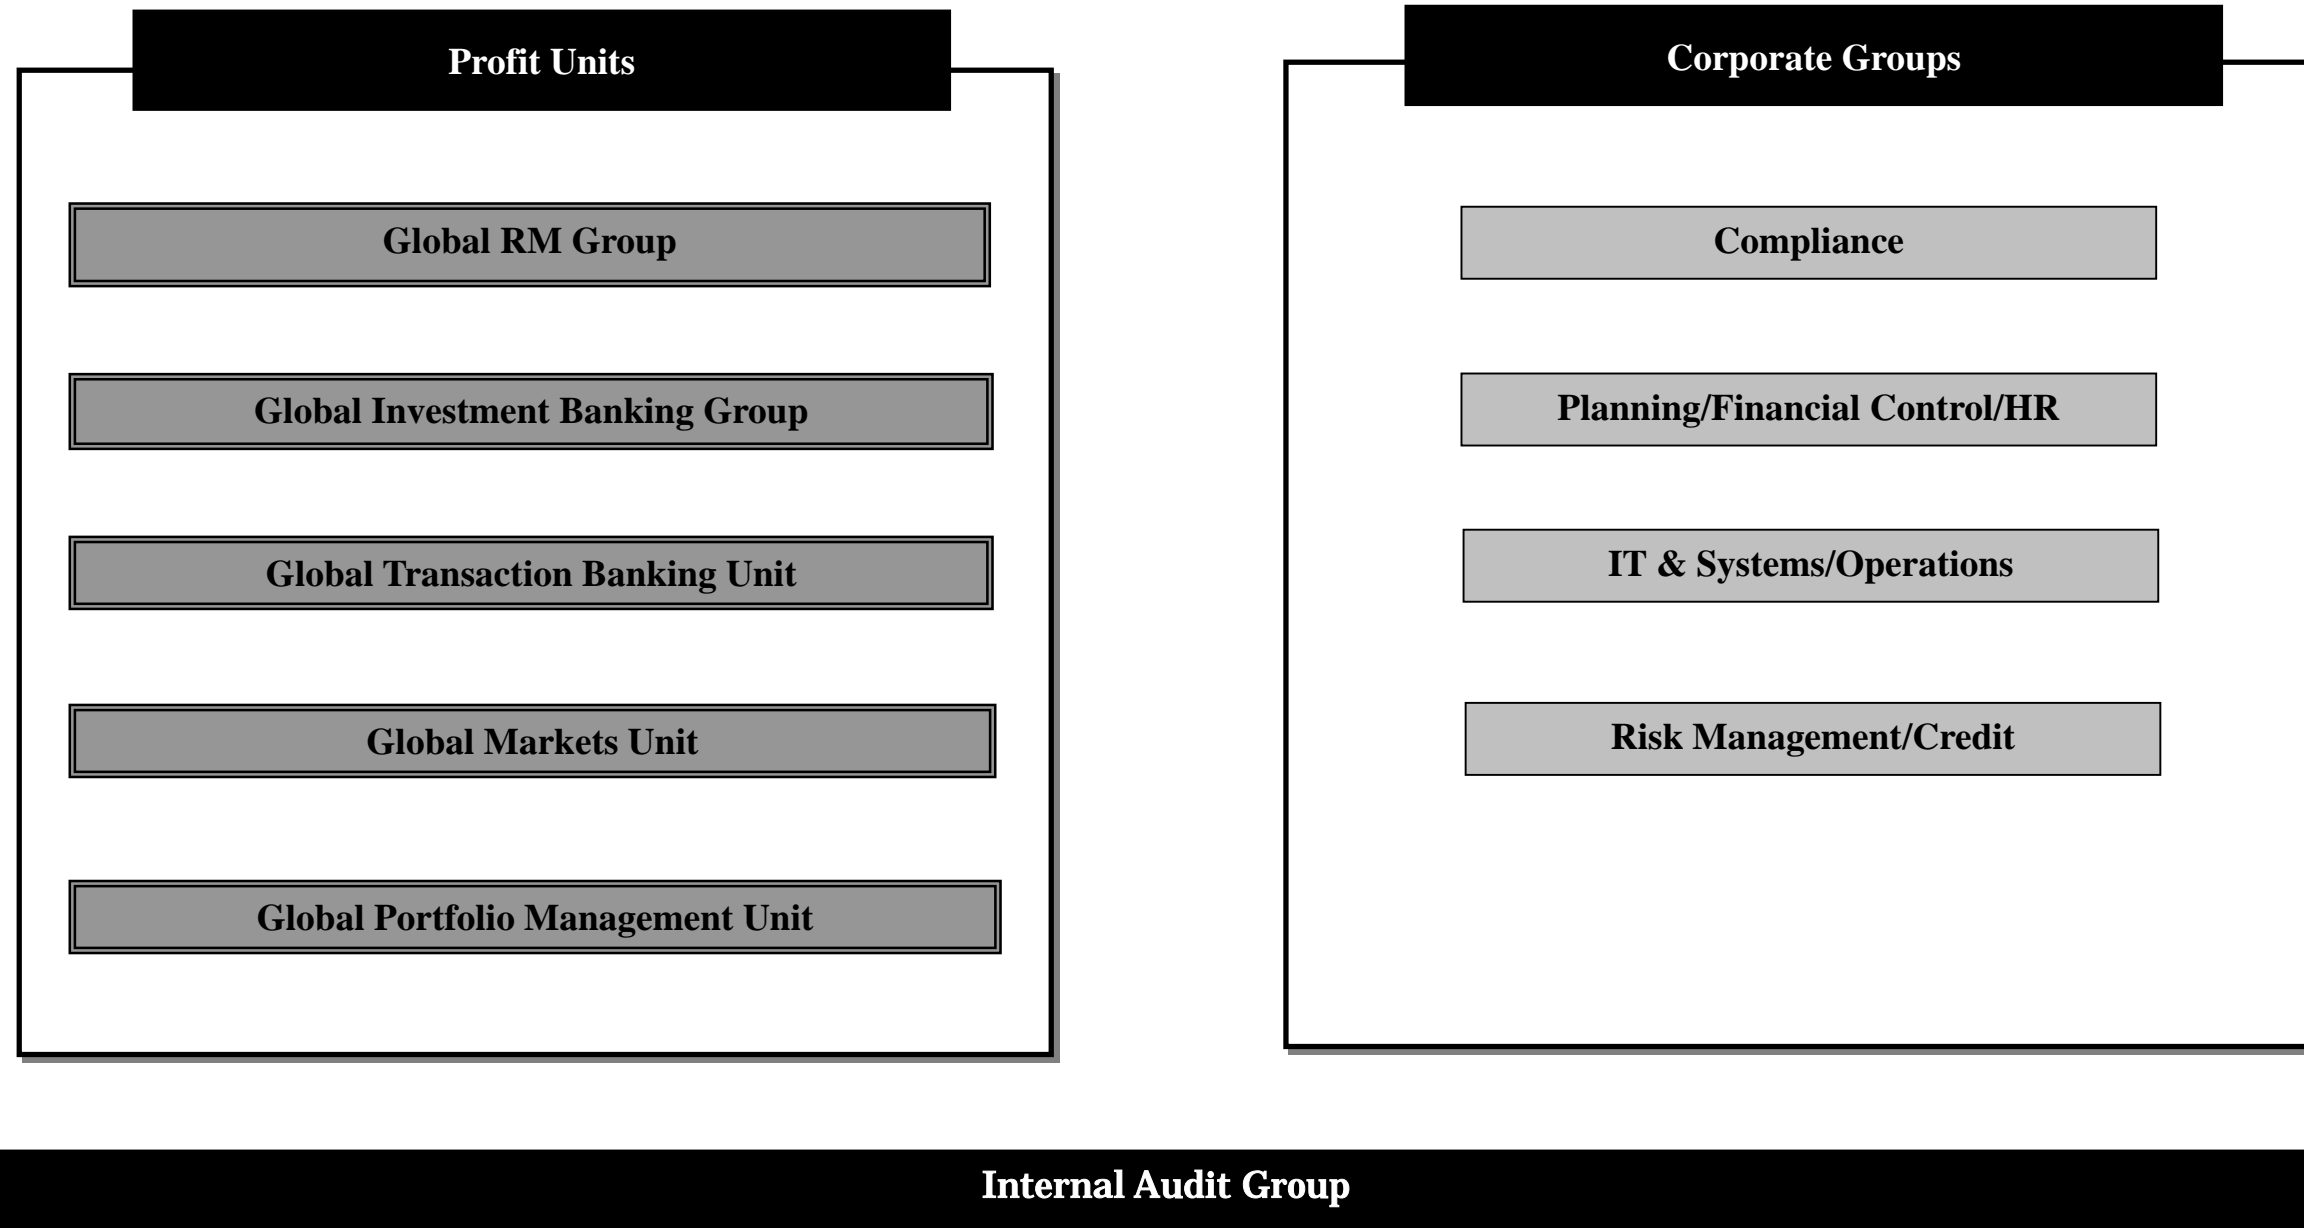 Profit Units
Global RM Group
Global Investment Banking Group
Global Transaction Banking Unit
Global Markets Unit
Global Portfolio Management Unit
Corporate Groups
Compliance
Planning/Financial Control/HR
IT & Systems/Operations
Risk Management/Credit
Internal Audit Group